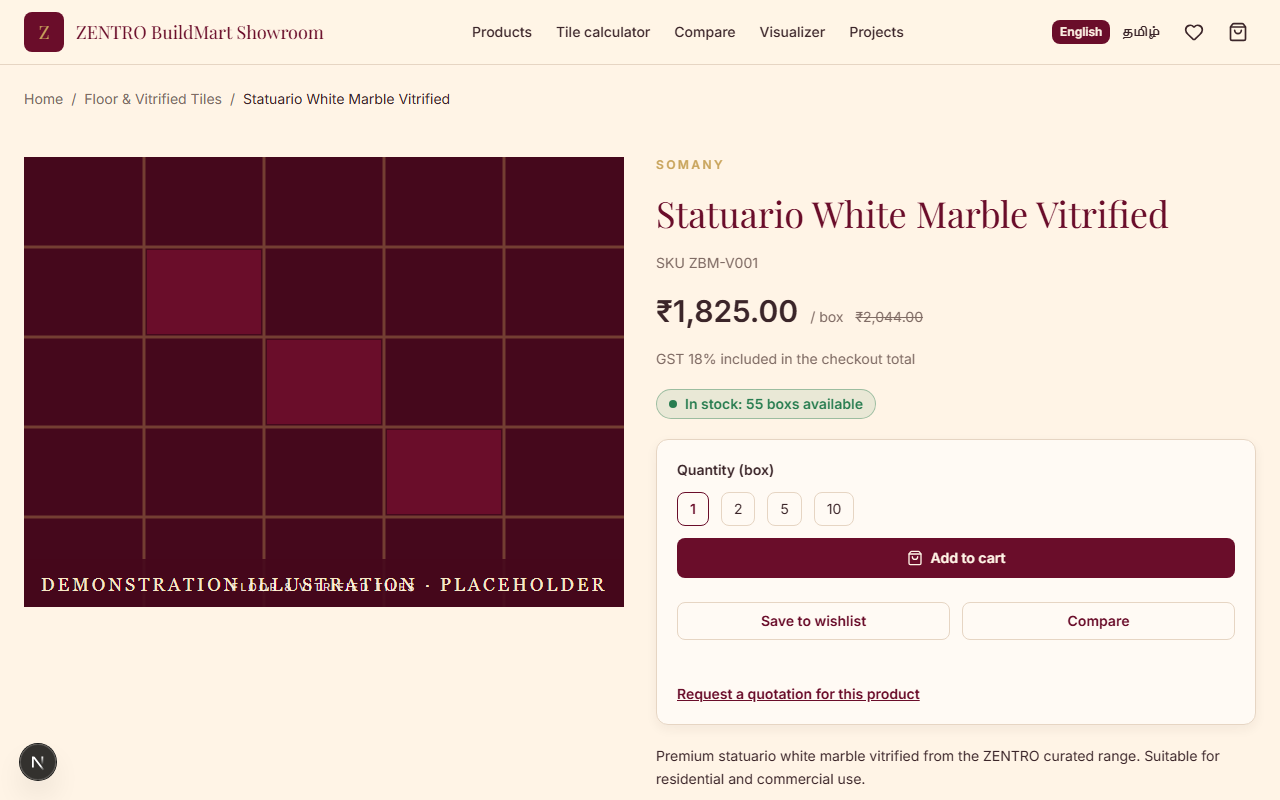 Z ZENTRO BuildMart Showroom Products Tile calculator Compare Visualizer Projects English தமிழ்
Home / Floor & Vitrified Tiles / Statuario White Marble Vitrified
DEMONSTRATION ILLUSTRATION · PLACEHOLDER
SOMANY
Statuario White Marble Vitrified
SKU ZBM-V001
₹1,825.00 / box ₹2,044.00
GST 18% included in the checkout total
In stock: 55 boxs available
Quantity (box)
1 2 5 10
Add to cart
Save to wishlist Compare
Request a quotation for this product
Premium statuario white marble vitrified from the ZENTRO curated range. Suitable for
residential and commercial use.
N